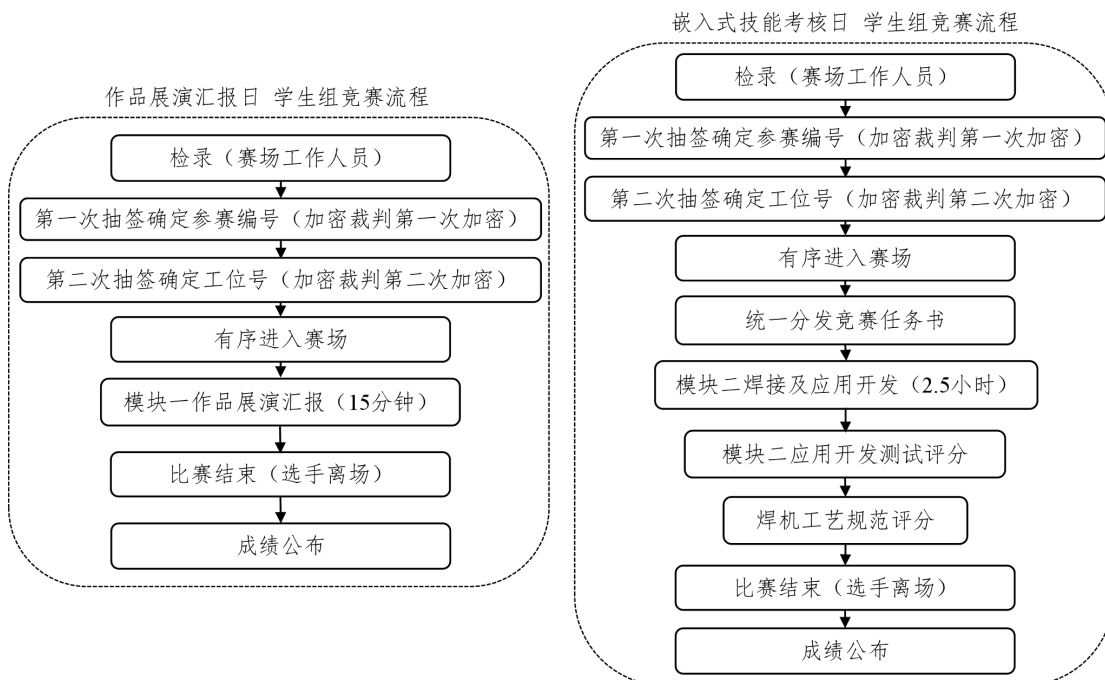 作品展演汇报日 学生组竞赛流程
检录（赛场工作人员）
第一次抽签确定参赛编号（加密裁判第一次加密）
第二次抽签确定工位号（加密裁判第二次加密）
有序进入赛场
模块一作品展演汇报（15分钟）
比赛结束（选手离场）
成绩公布
嵌入式技能考核日 学生组竞赛流程
检录（赛场工作人员）
第一次抽签确定参赛编号（加密裁判第一次加密）
第二次抽签确定工位号（加密裁判第二次加密）
有序进入赛场
统一分发竞赛任务书
模块二焊接及应用开发（2.5小时）
模块二应用开发测试评分
焊机工艺规范评分
比赛结束（选手离场）
成绩公布